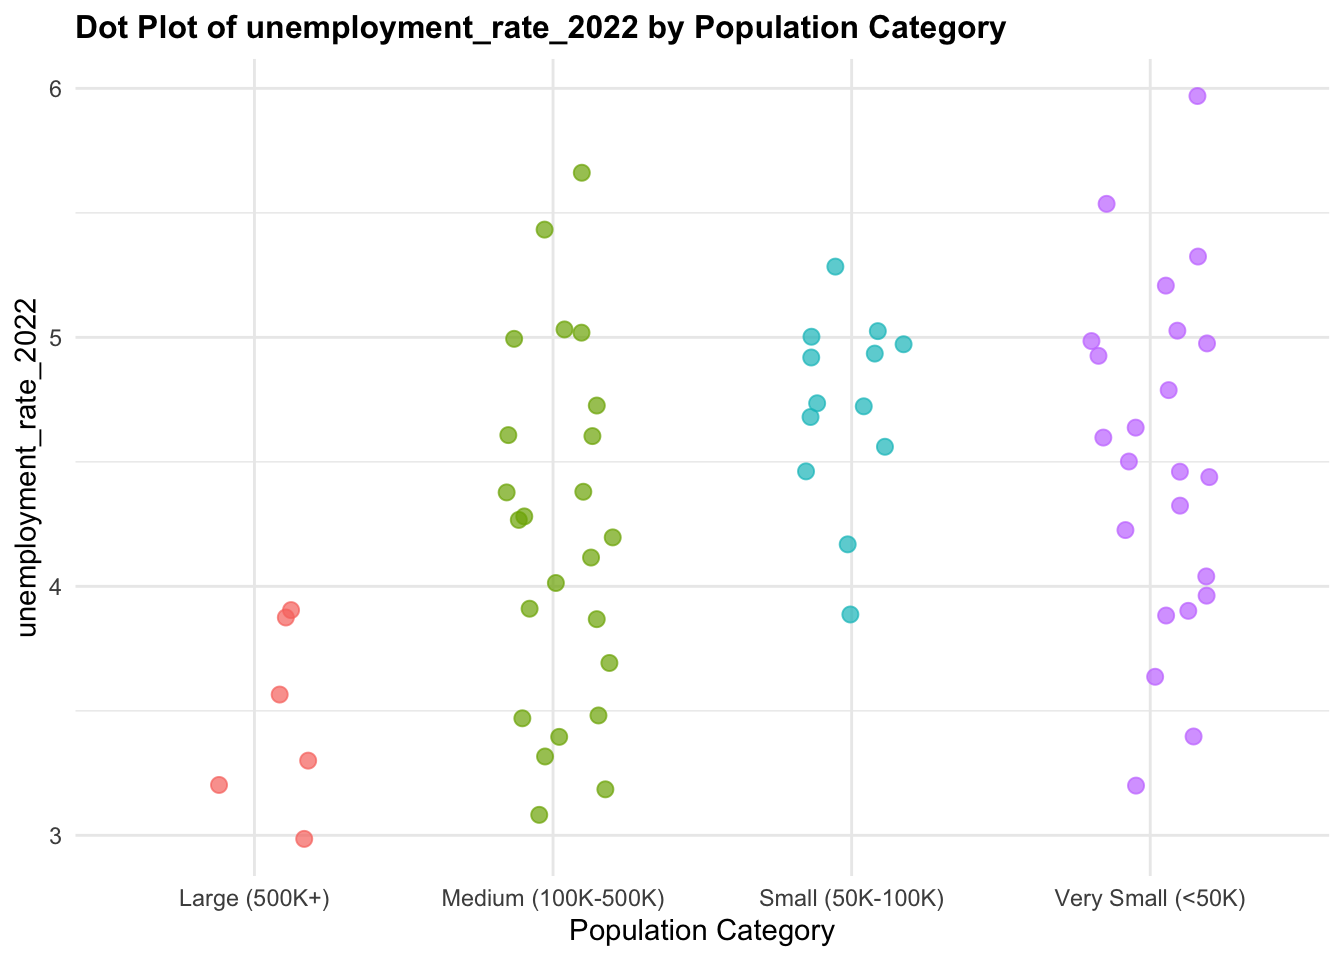 Dot Plot of unemployment_rate_2022 by Population Category
unemployment_rate_2022
6
5
4
3
Large (500K+)
Medium (100K-500K)
Small (50K-100K)
Very Small (<50K)
Population Category